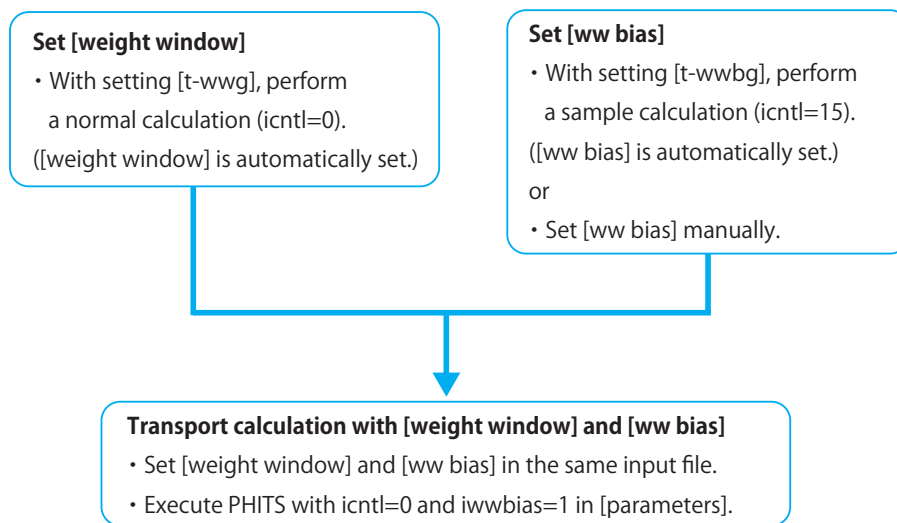 Set [weight window]
・With setting [t-wwg], perform
a normal calculation (icntl=0).
([weight window] is automatically set.)
Set [ww bias]
・With setting [t-wwbg], perform
a sample calculation (icntl=15).
([ww bias] is automatically set.)
or
・Set [ww bias] manually.
Transport calculation with [weight window] and [ww bias]
・Set [weight window] and [ww bias] in the same input file.
・Execute PHITS with icntl=0 and iwwbias=1 in [parameters].